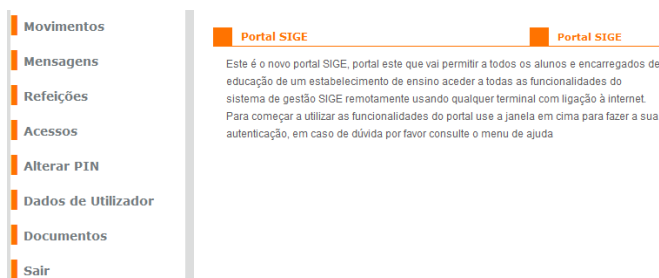 Movimentos
Mensagens
Refeições
Acessos
Alterar PIN
Dados de Utilizador
Documentos
Sair
Portal SIGE
Portal SIGE
Este é o novo portal SIGE, portal este que vai permitir a todos os alunos e encarregados de
educação de um estabelecimento de ensino aceder a todas as funcionalidades do
sistema de gestão SIGE remotamente usando qualquer terminal com ligação à internet.
Para começar a utilizar as funcionalidades do portal use a janela em cima para fazer a sua
autenticação, em caso de dúvida por favor consulte o menu de ajuda